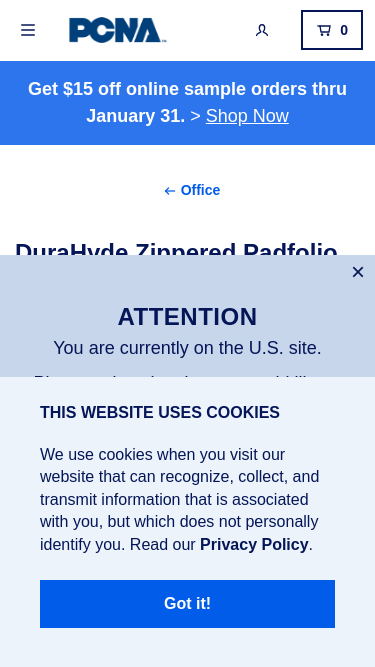 PCNA
0
Get $15 off online sample orders thru
January 31. > Shop Now
← Office
DuraHyde Zippered Padfolio
×
ATTENTION
You are currently on the U.S. site.
THIS WEBSITE USES COOKIES
We use cookies when you visit our
website that can recognize, collect, and
transmit information that is associated
with you, but which does not personally
identify you. Read our Privacy Policy.
Got it!